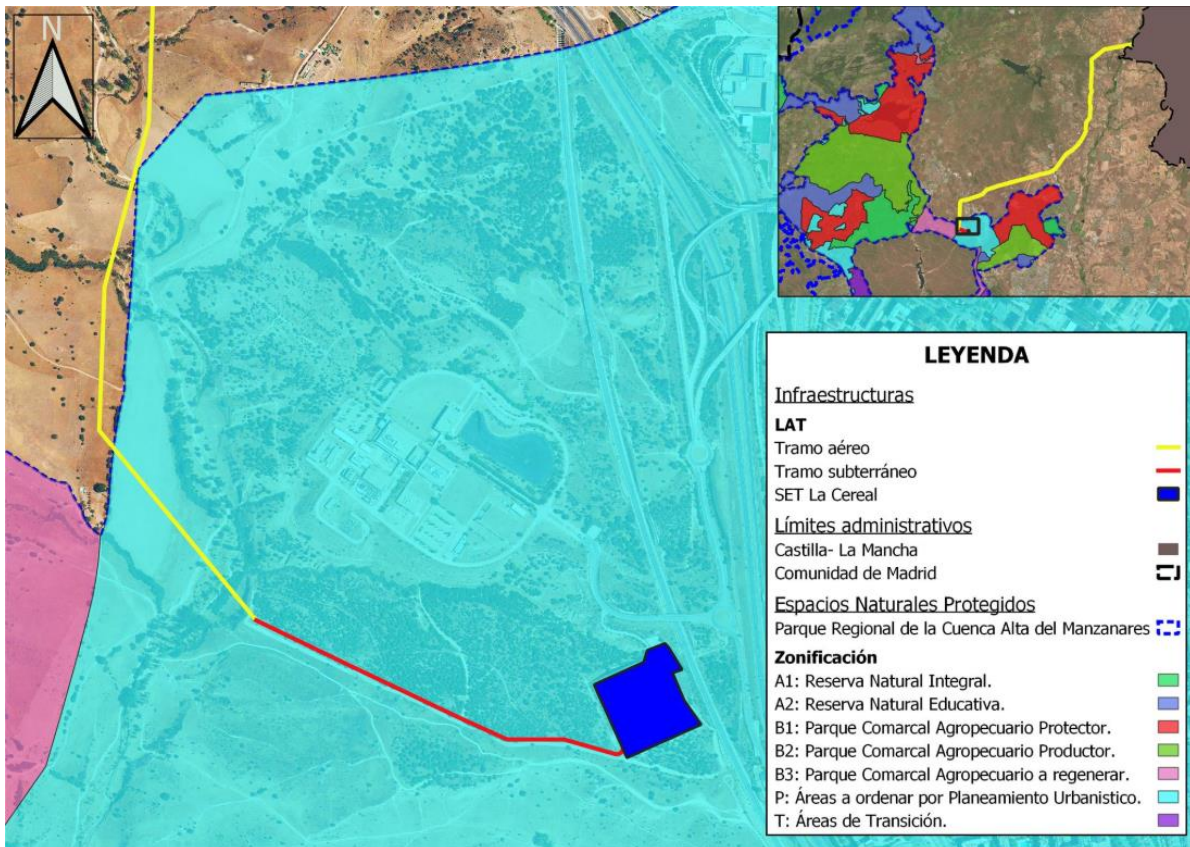 N
LEYENDA
Infraestructuras
LAT
Tramo aéreo
Tramo subterráneo
SET La Cereal
Límites administrativos
Castilla- La Mancha
Comunidad de Madrid
Espacios Naturales Protegidos
Parque Regional de la Cuenca Alta del Manzanares
Zonificación
A1: Reserva Natural Integral.
A2: Reserva Natural Educativa.
B1: Parque Comarcal Agropecuario Protector.
B2: Parque Comarcal Agropecuario Productor.
B3: Parque Comarcal Agropecuario a regenerar.
P: Áreas a ordenar por Planeamiento Urbanistico.
T: Áreas de Transición.